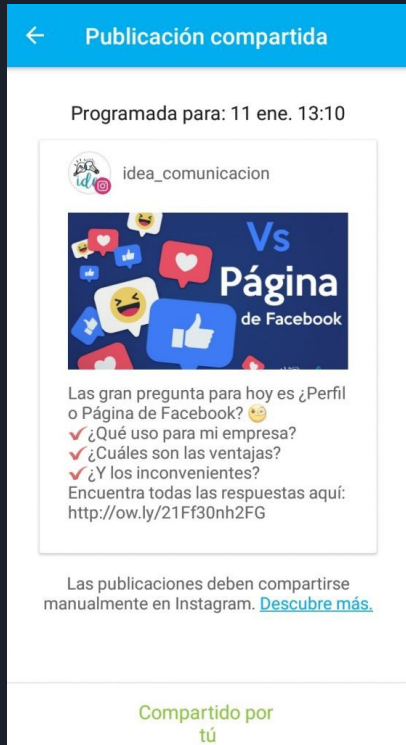 Publicación compartida
Programada para: 11 ene. 13:10
ide
idea_comunicacion
Vs
Página
de Facebook
Las gran pregunta para hoy es ¿Perfil
o Página de Facebook?
¿Qué uso para mi empresa?
¿Cuáles son las ventajas?
¿Y los inconvenientes?
Encuentra todas las respuestas aquí:
http://ow.ly/21Ff30nh2FG
Las publicaciones deben compartirse
manualmente en Instagram. Descubre más.
Compartido por
tú